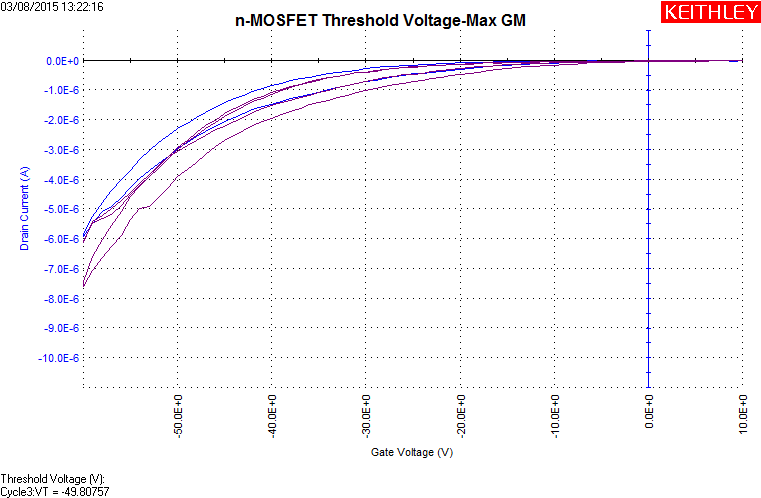 03/08/2015 13:22:16
n-MOSFET Threshold Voltage-Max GM
KEITHLEY
0.0E+0
-1.0E-6
-2.0E-6
-3.0E-6
-4.0E-6
-5.0E-6
-6.0E-6
-7.0E-6
-8.0E-6
-9.0E-6
-10.0E-6
Drain Current (A)
-50.0E+0
-40.0E+0
-30.0E+0
-20.0E+0
-10.0E+0
0.0E+0
10.0E+0
Gate Voltage (V)
Threshold Voltage (V):
Cycle3:VT = -49.80757